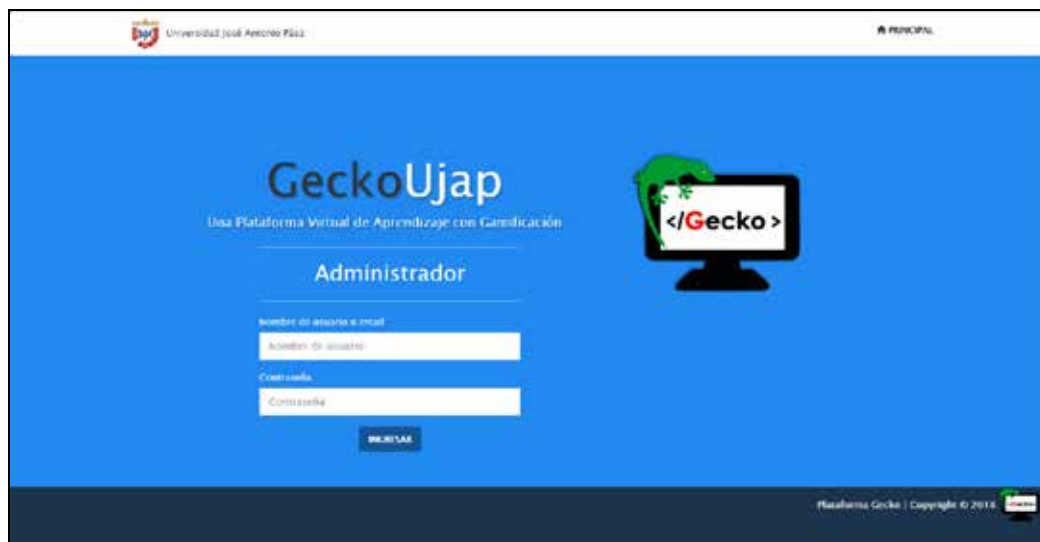 Universidad José Antonio Páez
PRINCIPAL
GeckoUjap
Una Plataforma Virtual de Aprendizaje con Gamificación
</Gecko>
Administrador
Nombre de usuario o email
Nombre de usuario
Contraseña
Contraseña
INGRESAR
Plataforma Gecko | Copyright ©